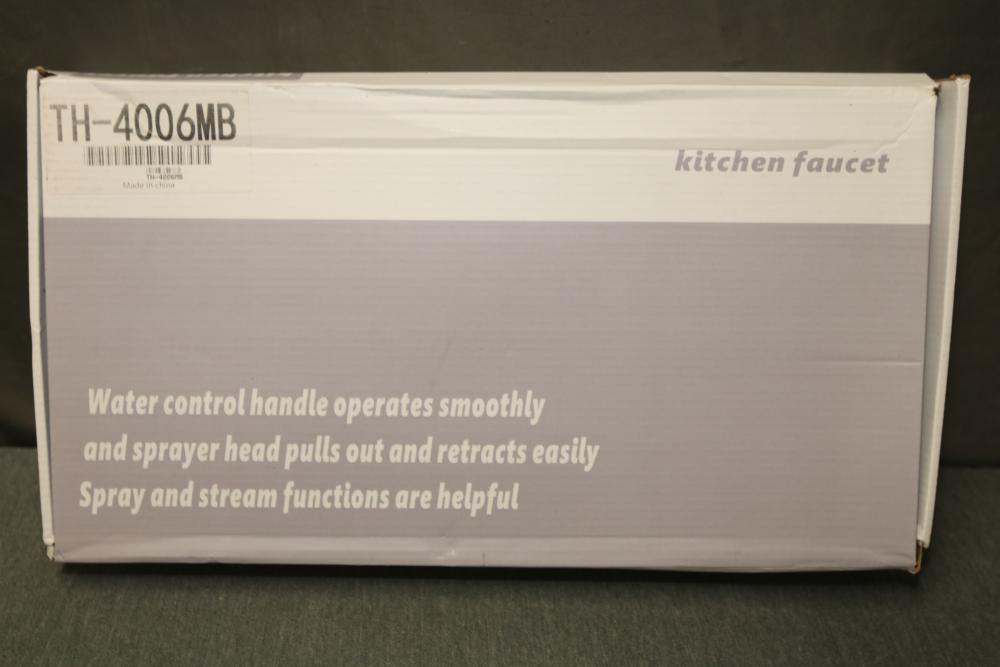 TH-4006MB
TH-4006MB
Made in china
kitchen faucet
Water control handle operates smoothly
and sprayer head pulls out and retracts easily
Spray and stream functions are helpful